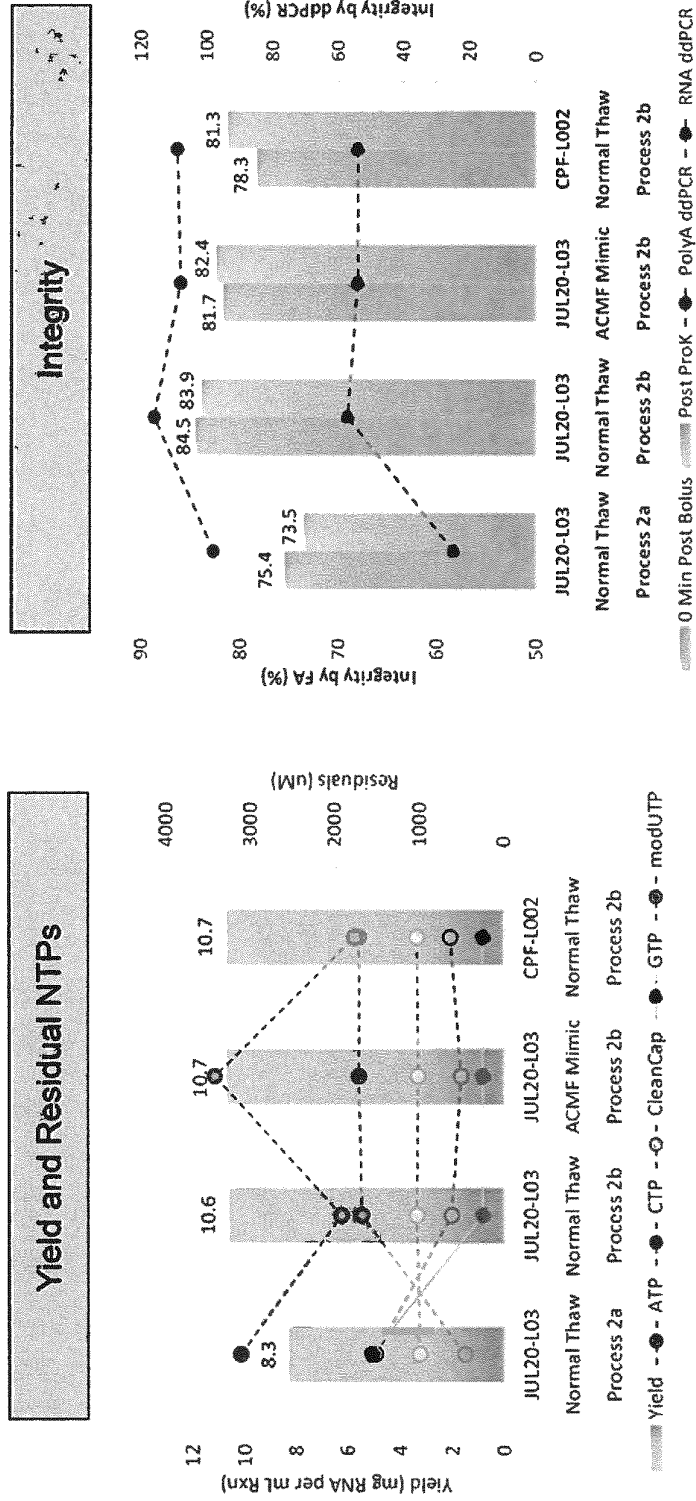 Yield and Residual NTPs
Yield (mg RNA per mL Rxn)
12
10
8
6
4
2
0
8.3
10.6
10.7
10.7
Residuals (uM)
4000
3000
2000
1000
0
JUL20-L03 JUL20-L03 JUL20-L03 CPF-L002
Normal Thaw Normal Thaw ACMF Mimic Normal Thaw
Process 2a Process 2b Process 2b Process 2b
Yield ATP CTP CleanCap GTP modUTP
Integrity
Integrity by FA (%)
90
80
70
60
50
75.4 73.5
84.5 83.9
81.7 82.4
78.3 81.3
Integrity by ddPCR (%)
120
100
80
60
40
20
0
JUL20-L03 JUL20-L03 JUL20-L03 CPF-L002
Normal Thaw Normal Thaw ACMF Mimic Normal Thaw
Process 2a Process 2b Process 2b Process 2b
0 Min Post Bolus Post ProK PolyA ddPCR RNA ddPCR